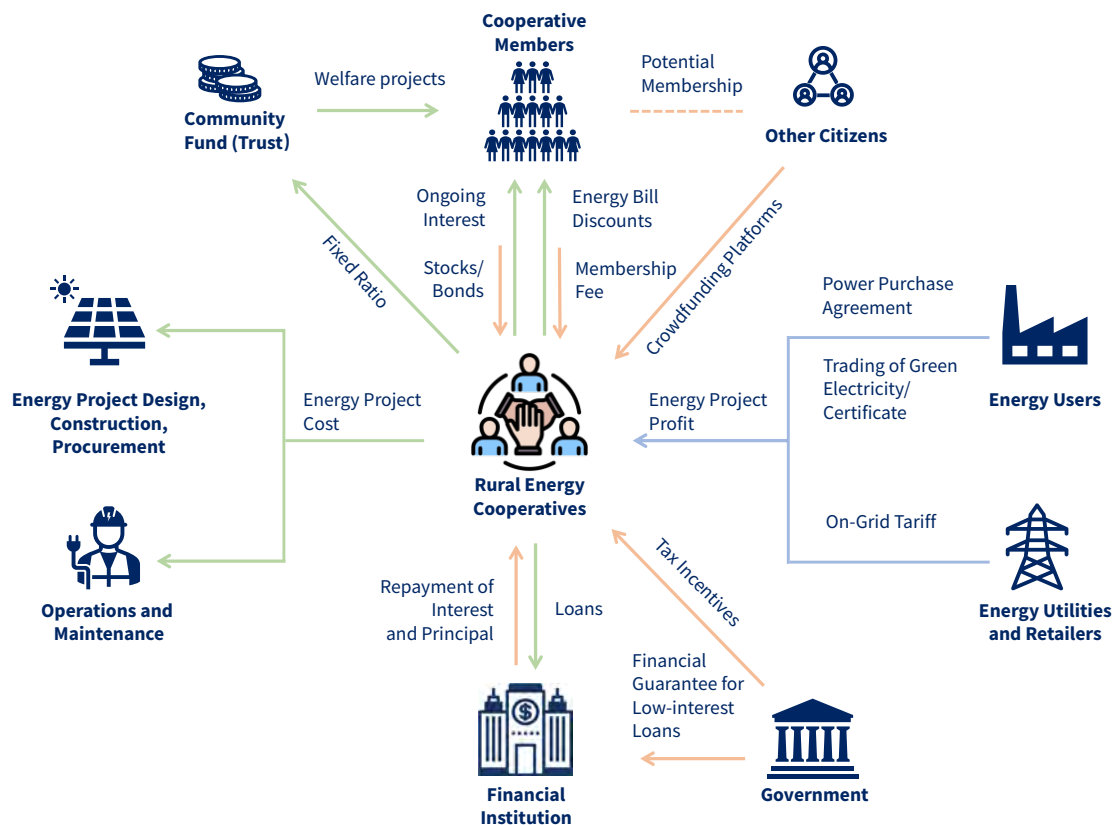 Cooperative
Members
Welfare projects
Potential
Membership
Community
Fund (Trust)
Other Citizens
Ongoing
Interest
Energy Bill
Discounts
Fixed Ratio
Stocks/
Bonds
Membership
Fee
Crowdfunding Platforms
Power Purchase
Agreement
Trading of Green
Electricity/
Certificate
Energy Users
Energy Project Design,
Construction,
Procurement
Energy Project
Cost
Energy Project
Profit
Rural Energy
Cooperatives
On-Grid Tariff
Operations and
Maintenance
Repayment of
Interest
and Principal
Loans
Tax Incentives
Energy Utilities
and Retailers
Financial
Guarantee for
Low-interest
Loans
$
Financial
Institution
Government